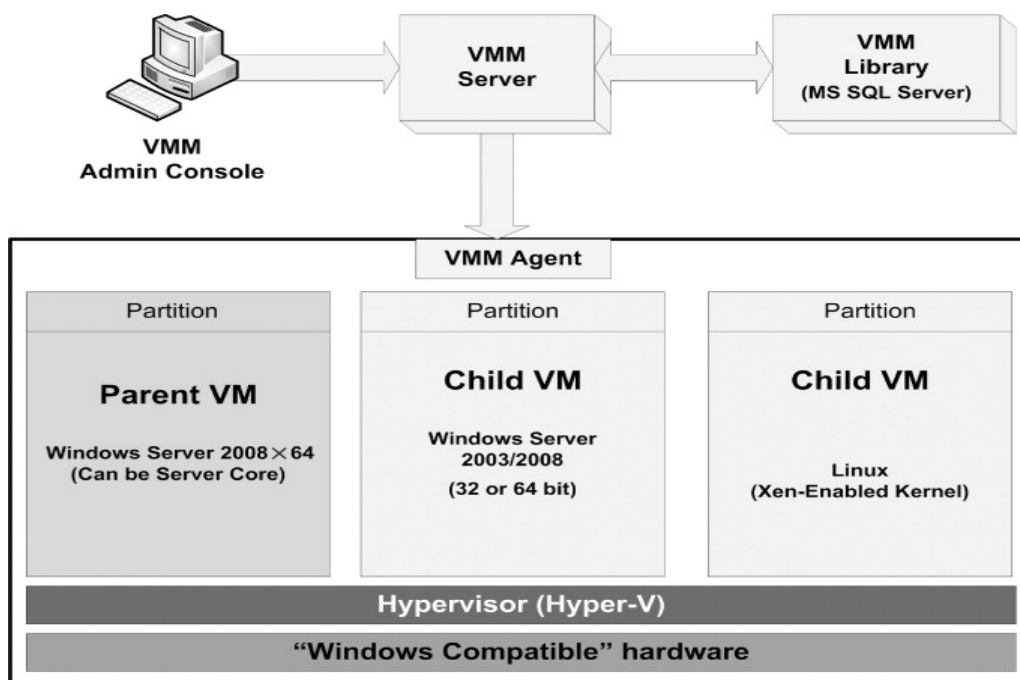 VMM
Admin Console
VMM
Server
VMM
Library
(MS SQL Server)
VMM Agent
Partition
Parent VM
Windows Server 2008×64
(Can be Server Core)
Partition
Child VM
Windows Server
2003/2008
(32 or 64 bit)
Partition
Child VM
Linux
(Xen-Enabled Kernel)
Hypervisor (Hyper-V)
“Windows Compatible” hardware